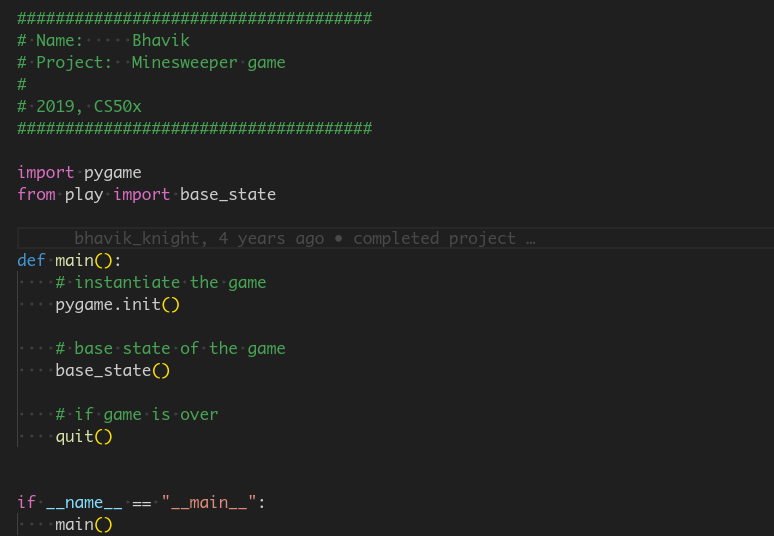 #####################################
# Name:     Bhavik
# Project:  Minesweeper game
#
# 2019, CS50x
#####################################
import pygame
from play import base_state
bhavik_knight, 4 years ago • completed project …
def main():
    # instantiate the game
    pygame.init()
    # base state of the game
    base_state()
    # if game is over
    quit()
if __name__ == "__main__":
    main()